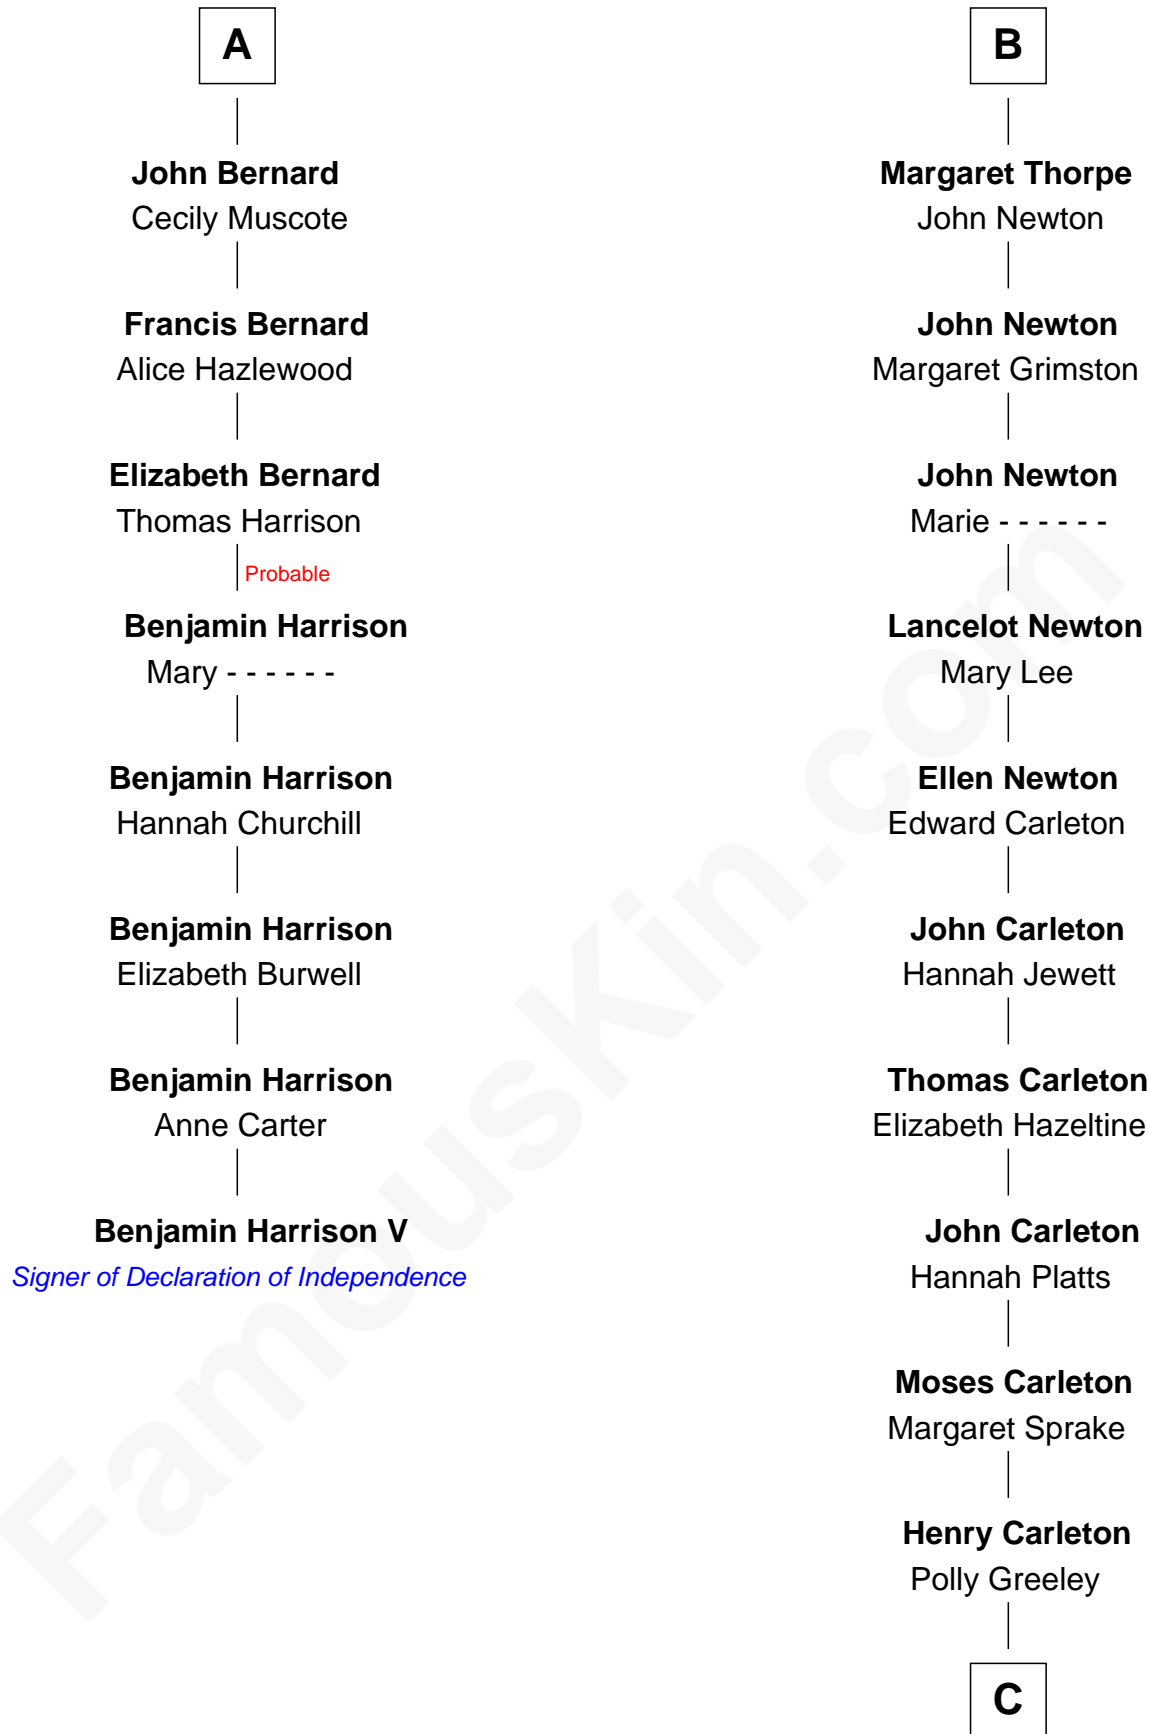 A
John Bernard
Cecily Muscote
Francis Bernard
Alice Hazlewood
Elizabeth Bernard
Thomas Harrison
Probable
Benjamin Harrison
Mary - - - - - -
Benjamin Harrison
Hannah Churchill
Benjamin Harrison
Elizabeth Burwell
Benjamin Harrison
Anne Carter
Benjamin Harrison V
Signer of Declaration of Independence
B
Margaret Thorpe
John Newton
John Newton
Margaret Grimston
John Newton
Marie - - - - - -
Lancelot Newton
Mary Lee
Ellen Newton
Edward Carleton
John Carleton
Hannah Jewett
Thomas Carleton
Elizabeth Hazeltine
John Carleton
Hannah Platts
Moses Carleton
Margaret Sprake
Henry Carleton
Polly Greeley
C
FamousKin.com